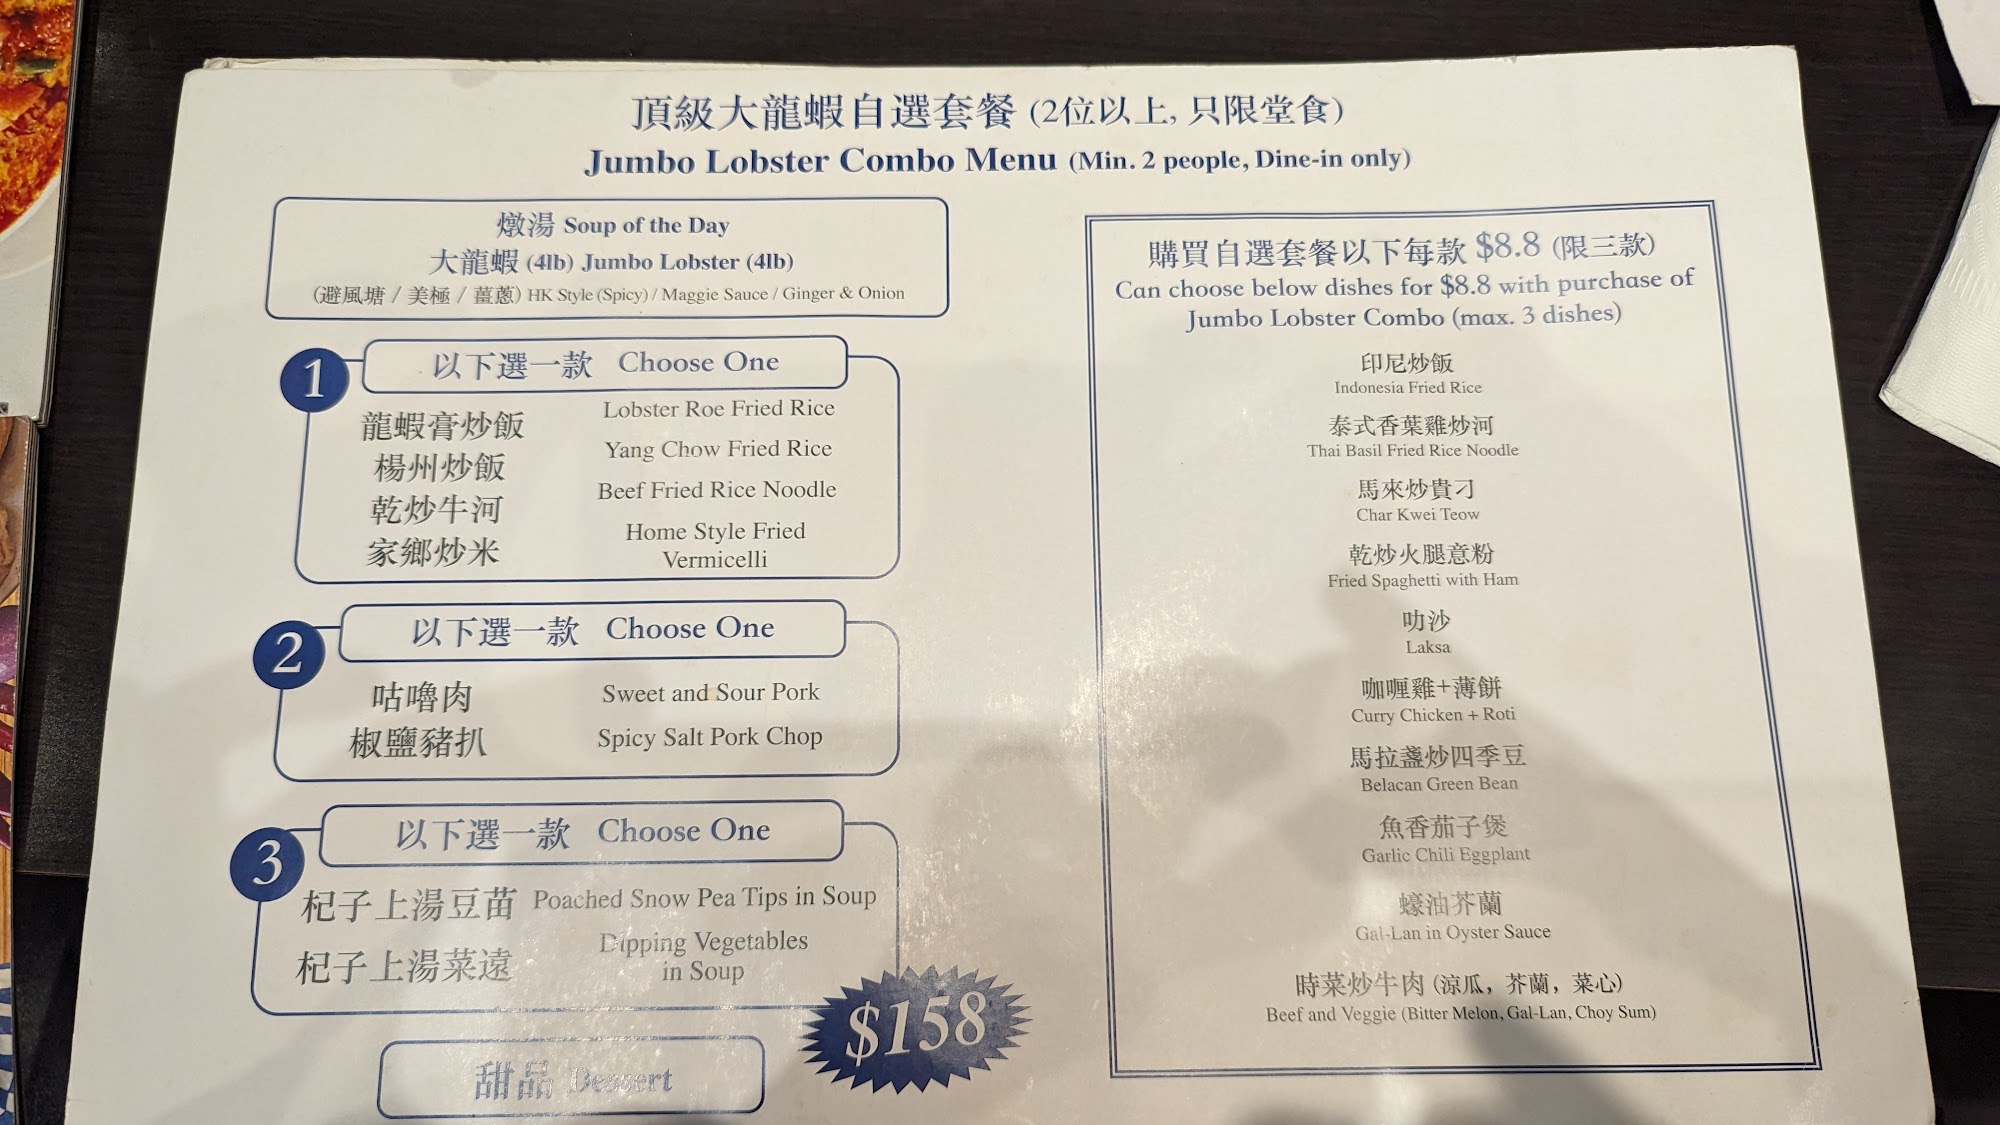 頂級大龍蝦自選套餐 (2位以上, 只限堂食)
Jumbo Lobster Combo Menu (Min. 2 people, Dine-in only)
燉湯 Soup of the Day
大龍蝦 (4lb) Jumbo Lobster (4lb)
(避風塘 / 美極 / 薑蔥) HK Style (Spicy) / Maggie Sauce / Ginger & Onion
1 以下選一款 Choose One
龍蝦膏炒飯 Lobster Roe Fried Rice
楊州炒飯 Yang Chow Fried Rice
乾炒牛河 Beef Fried Rice Noodle
家鄉炒米 Home Style Fried
Vermicelli
2 以下選一款 Choose One
咕嚕肉 Sweet and Sour Pork
椒鹽豬扒 Spicy Salt Pork Chop
3 以下選一款 Choose One
杞子上湯豆苗 Poached Snow Pea Tips in Soup
杞子上湯菜遠 Dipping Vegetables
in Soup
$158
甜品 Dessert
購買自選套餐以下每款 $8.8 (限三款)
Can choose below dishes for $8.8 with purchase of
Jumbo Lobster Combo (max. 3 dishes)
印尼炒飯
Indonesia Fried Rice
泰式香葉雞炒河
Thai Basil Fried Rice Noodle
馬來炒貴刁
Char Kwei Teow
乾炒火腿意粉
Fried Spaghetti with Ham
叻沙
Laksa
咖喱雞+薄餅
Curry Chicken + Roti
馬拉盞炒四季豆
Belacan Green Bean
魚香茄子煲
Garlic Chili Eggplant
蠔油芥蘭
Gai-Lan in Oyster Sauce
時菜炒牛肉 (涼瓜, 芥蘭, 菜心)
Beef and Veggie (Bitter Melon, Gal-Lan, Choy Sum)